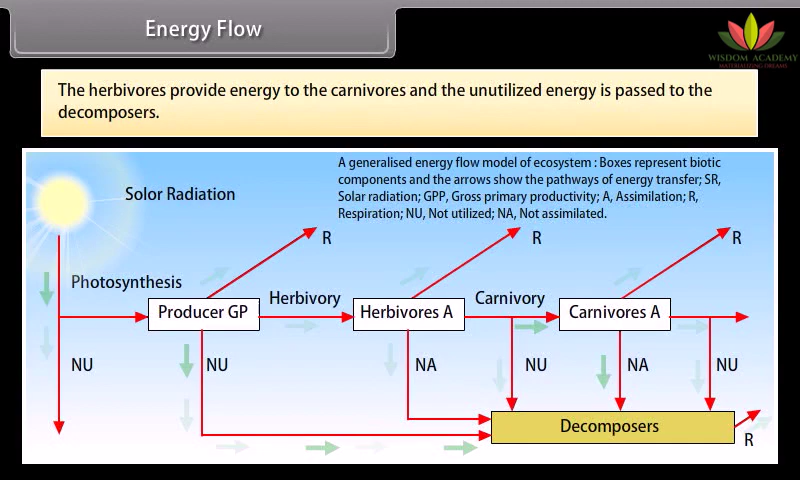 Energy Flow
WISDOM ACADEMY
MATERIALIZING DREAMS
The herbivores provide energy to the carnivores and the unutilized energy is passed to the
decomposers.
A generalised energy flow model of ecosystem : Boxes represent biotic
components and the arrows show the pathways of energy transfer; SR,
Solar radiation; GPP, Gross primary productivity; A, Assimilation; R,
Respiration; NU, Not utilized; NA, Not assimilated.
Solor Radiation
R
R
R
Photosynthesis
Herbivory
Carnivory
Producer GP
Herbivores A
Carnivores A
NU
NU
NA
NU
NA
NU
Decomposers
R